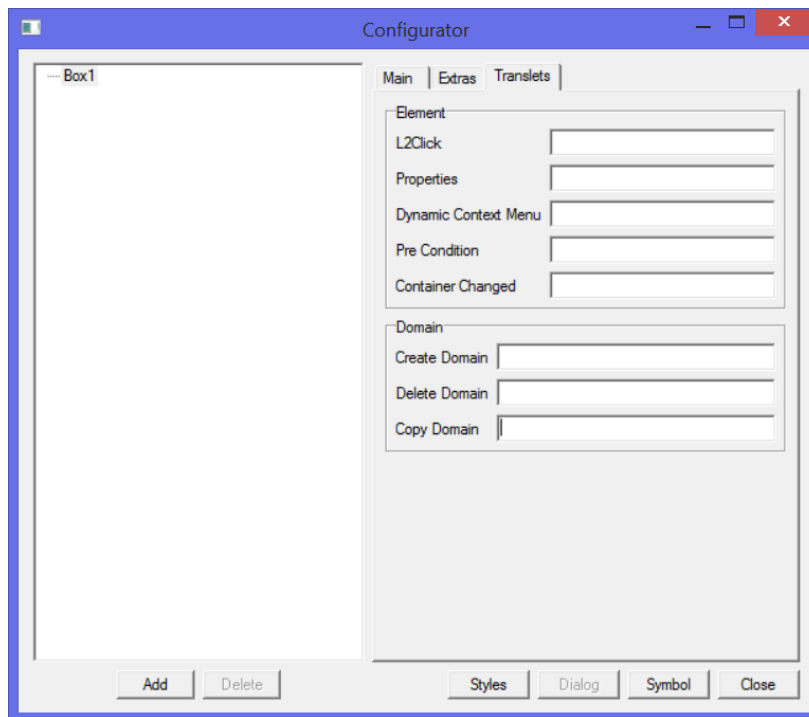 Configurator
Box1
Main Extras Translets
Element
L2Click
Properties
Dynamic Context Menu
Pre Condition
Container Changed
Domain
Create Domain
Delete Domain
Copy Domain
Add Delete Styles Dialog Symbol Close